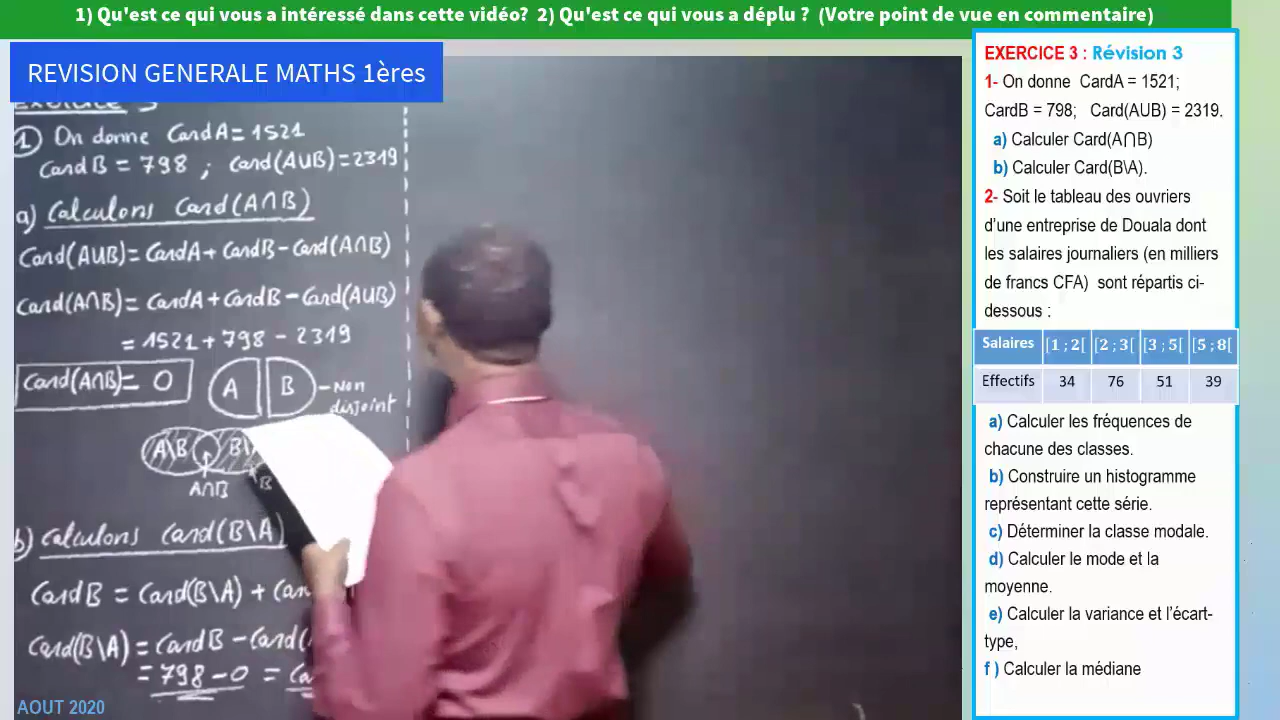 1) Qu'est ce qui vous a intéressé dans cette vidéo? 2) Qu'est ce qui vous a déplu ? (Votre point de vue en commentaire)
REVISION GENERALE MATHS 1ères
Exercice 3
1) On donne CardA = 1521
CardB = 798 ; Card(AUB) = 2319
a) Calculons Card(A∩B)
Card(AUB) = CardA + CardB - Card(A∩B)
Card(A∩B) = CardA + CardB - Card(AUB)
= 1521 + 798 - 2319
Card(A∩B) = 0
A B Non
disjoint
A\B B\
A∩B B
b) Calculons Card(B\A)
CardB = Card(B\A) +
Card(B\A) = CardB - Card(
= 798 - 0 =
AOUT 2020
EXERCICE 3 : Révision 3
1- On donne CardA = 1521;
CardB = 798; Card(AUB) = 2319.
a) Calculer Card(A⋂B)
b) Calculer Card(B\A).
2- Soit le tableau des ouvriers
d'une entreprise de Douala dont
les salaires journaliers (en milliers
de francs CFA) sont répartis ci-
dessous :
Salaires [1 ; 2[ [2 ; 3[ [3 ; 5[ [5 ; 8[
Effectifs 34 76 51 39
a) Calculer les fréquences de
chacune des classes.
b) Construire un histogramme
représentant cette série.
c) Déterminer la classe modale.
d) Calculer le mode et la
moyenne.
e) Calculer la variance et l'écart-
type,
f ) Calculer la médiane